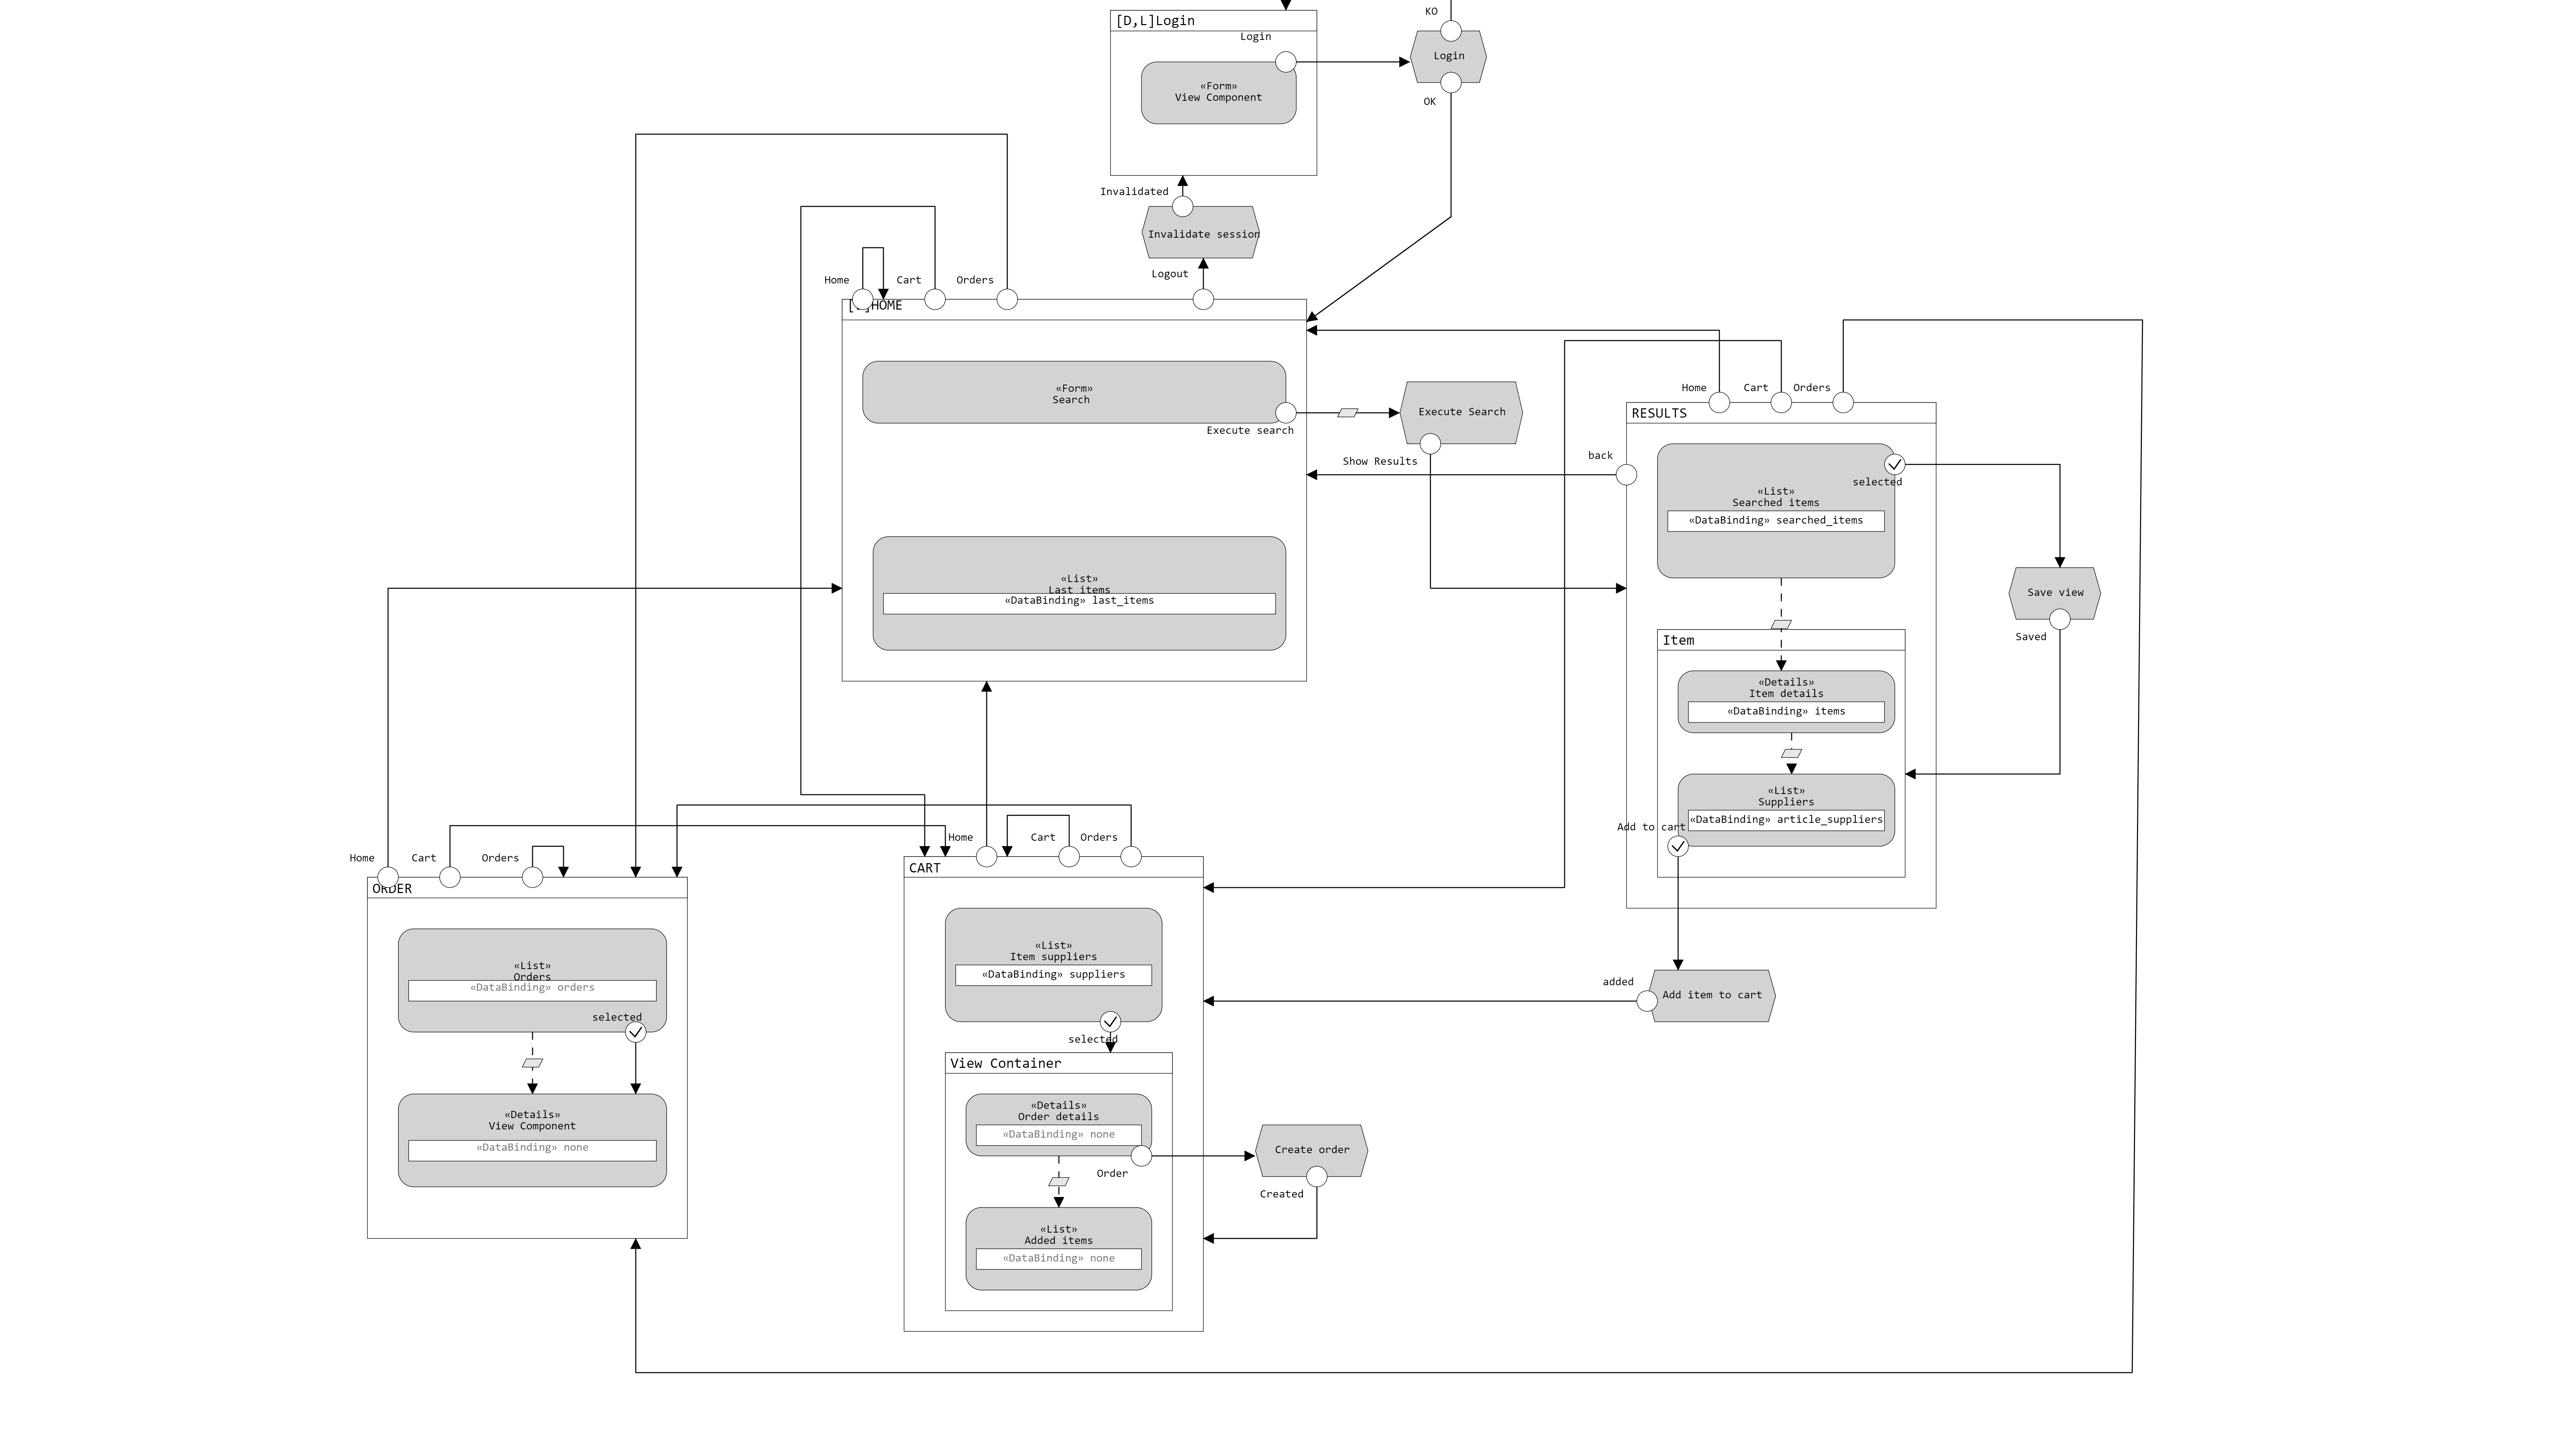 KO
[D,L]Login
Login
Login
«Form»
View Component
OK
Invalidated
Invalidate session
Logout
Home
Cart
Orders
HOME
«Form»
Search
Execute search
Execute Search
Show Results
Home
Cart
Orders
RESULTS
back
selected
«List»
Searched items
«DataBinding» searched_items
«List»
Last items
«DataBinding» last_items
Save view
Saved
Item
«Details»
Item details
«DataBinding» items
«List»
Suppliers
«DataBinding» article_suppliers
Add to cart
Home
Cart
Orders
Home
Cart
Orders
ORDER
CART
«List»
Orders
«DataBinding» orders
selected
«Details»
View Component
«DataBinding» none
«List»
Item suppliers
«DataBinding» suppliers
selected
added
Add item to cart
View Container
«Details»
Order details
«DataBinding» none
Order
Create order
Created
«List»
Added items
«DataBinding» none